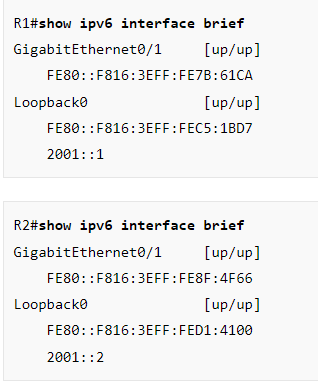 R1#show ipv6 interface brief
GigabitEthernet0/1 [up/up]
FE80::F816:3EFF:FE7B:61CA
Loopback0 [up/up]
FE80::F816:3EFF:FEC5:1BD7
2001::1
R2#show ipv6 interface brief
GigabitEthernet0/1 [up/up]
FE80::F816:3EFF:FE8F:4F66
Loopback0 [up/up]
FE80::F816:3EFF:FED1:4100
2001::2